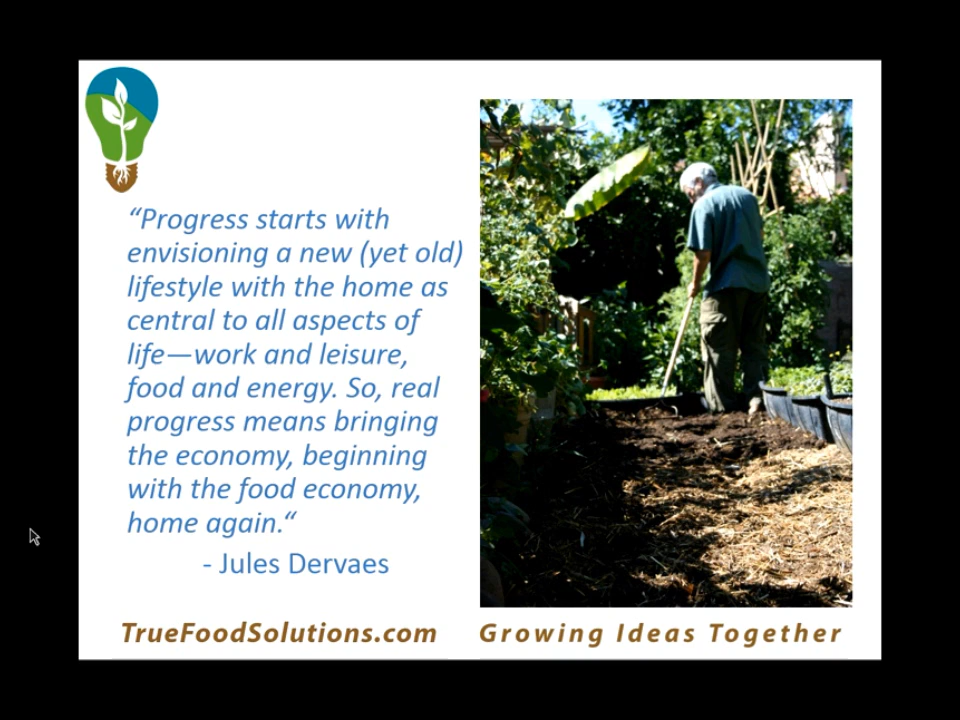 “Progress starts with
envisioning a new (yet old)
lifestyle with the home as
central to all aspects of
life—work and leisure,
food and energy. So, real
progress means bringing
the economy, beginning
with the food economy,
home again.“
- Jules Dervaes
TrueFoodSolutions.com
Growing Ideas Together